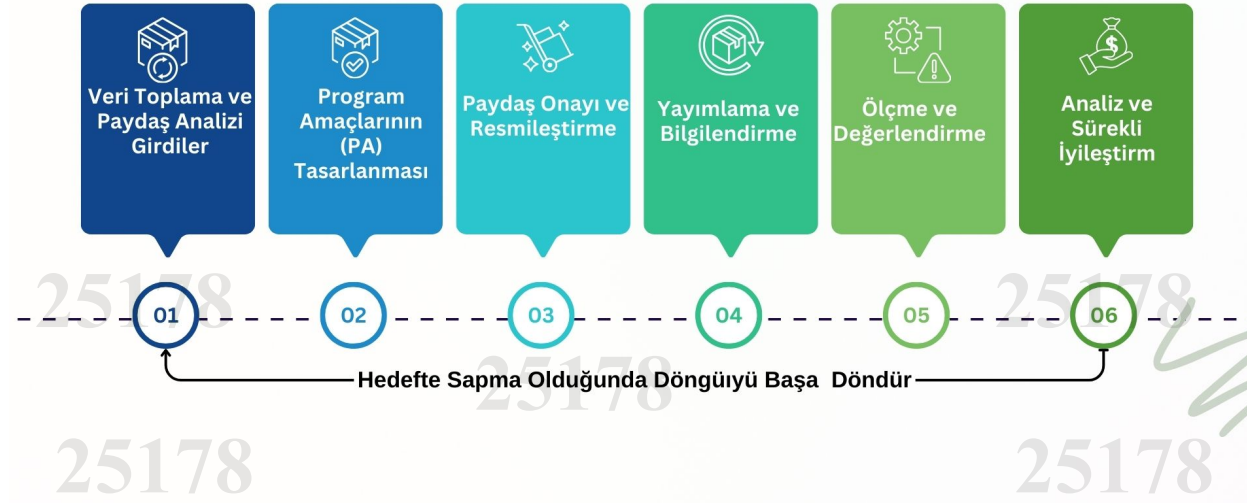 Veri Toplama ve
Paydaş Analizi
Girdiler
Program
Amaçlarının
(PA)
Tasarlanması
Paydaş Onayı ve
Resmileştirme
Yayımlama ve
Bilgilendirme
Ölçme ve
Değerlendirme
Analiz ve
Sürekli
İyileştirm
25178
25178
01
02
03
04
05
06
Hedefte Sapma Olduğunda Döngüıyü Başa Döndür
25178
25178
25178